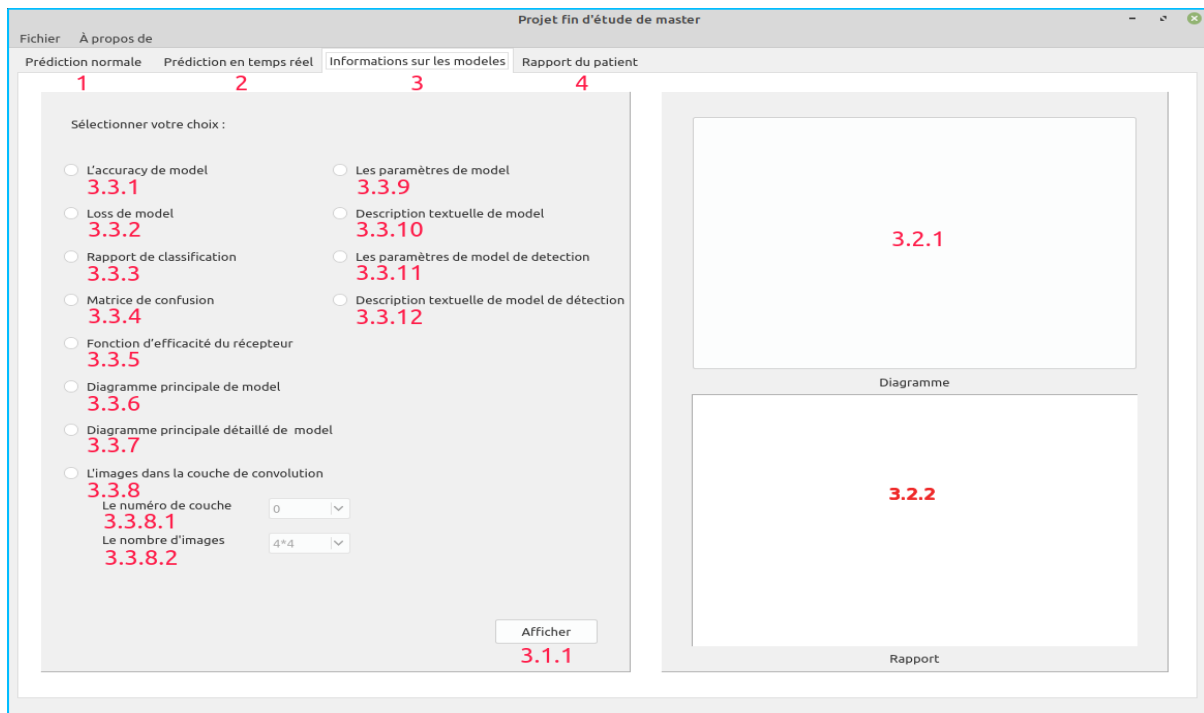 Projet fin d'étude de master
Fichier À propos de
Prédiction normale Prédiction en temps réel Informations sur les modeles Rapport du patient
1 2 3 4
Sélectionner votre choix :
L'accuracy de model
3.3.1
Loss de model
3.3.2
Rapport de classification
3.3.3
Matrice de confusion
3.3.4
Fonction d'efficacité du récepteur
3.3.5
Diagramme principale de model
3.3.6
Diagramme principale détaillé de model
3.3.7
L'images dans la couche de convolution
3.3.8
Le numéro de couche 0
3.3.8.1
Le nombre d'images 4*4
3.3.8.2
Les paramètres de model
3.3.9
Description textuelle de model
3.3.10
Les paramètres de model de detection
3.3.11
Description textuelle de model de détection
3.3.12
Afficher
3.1.1
3.2.1
Diagramme
3.2.2
Rapport